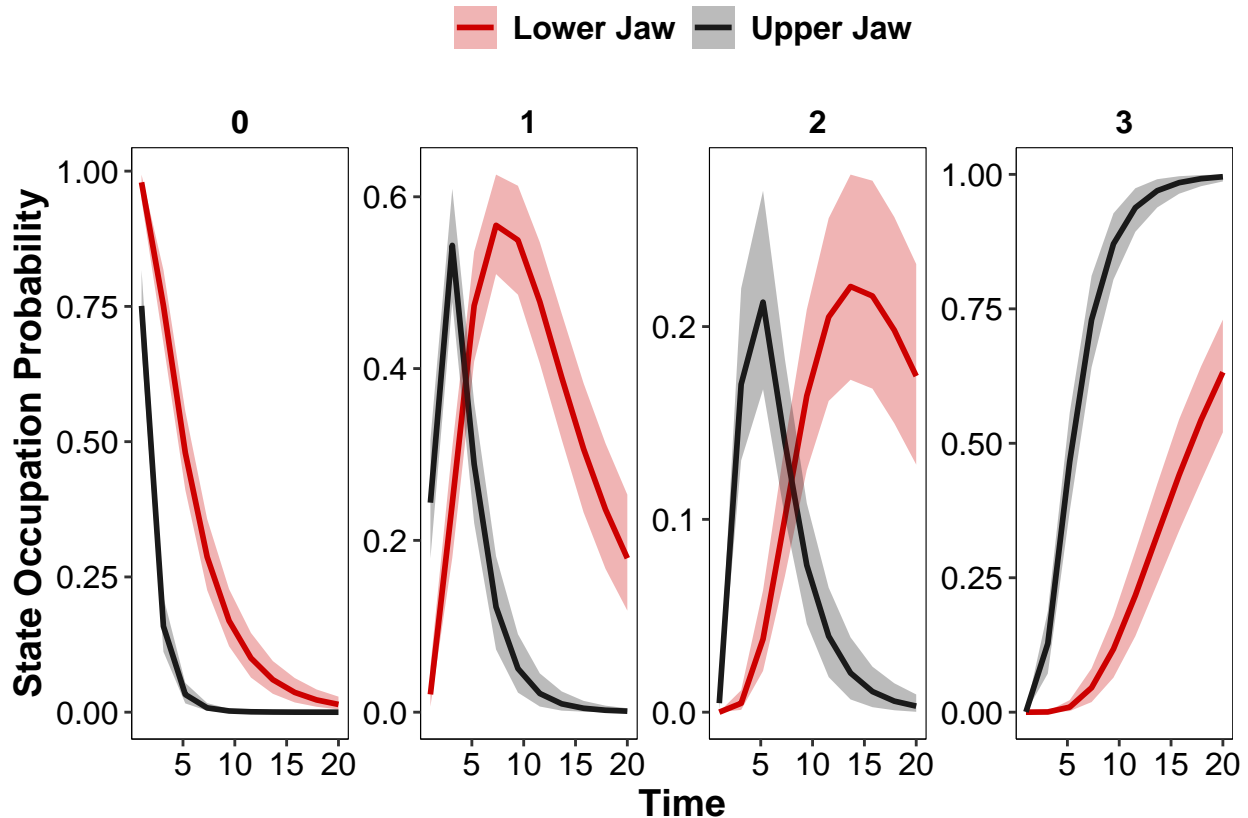 Lower Jaw Upper Jaw
0 1 2 3
State Occupation Probability
1.00 0.75 0.50 0.25 0.00
0.6 0.4 0.2 0.0
0.2 0.1 0.0
1.00 0.75 0.50 0.25 0.00
5 10 15 20 5 10 15 20 5 10 15 20 5 10 15 20
Time